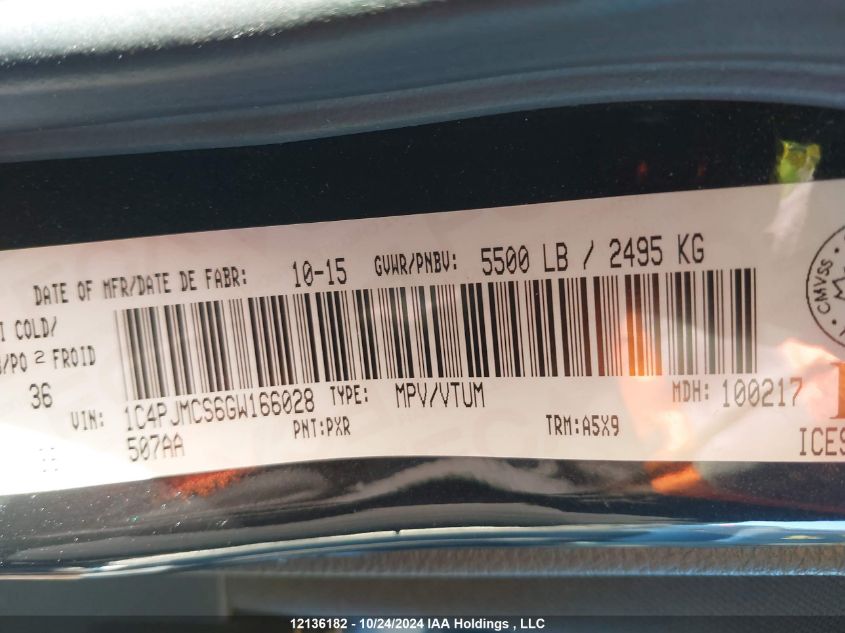 DATE OF MFR/DATE DE FABR: 10-15 GVWR/PNBV: 5500 LB / 2495 KG
COLD/
PO 2 FROID
36
VIN: 1C4PJMCS6GW166028 TYPE: MPV/VTUM MDH: 100217
507AA PNT:PXR TRM:A5X9
CMVSS
12136182 - 10/24/2024 IAA Holdings , LLC